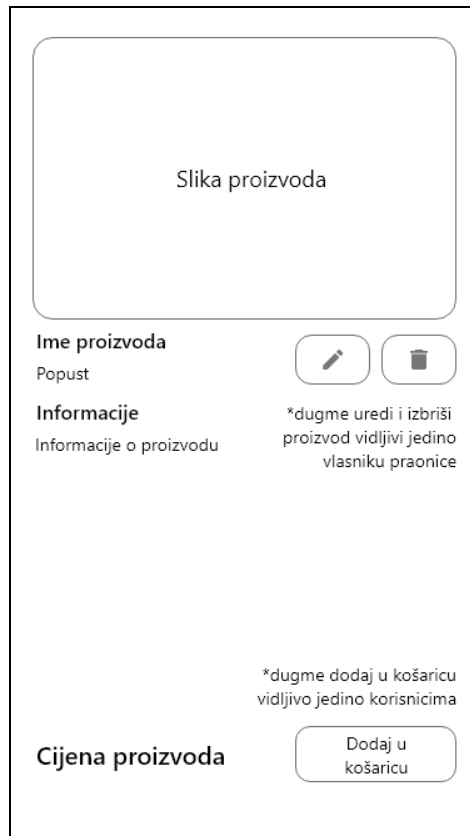 Slika proizvoda
Ime proizvoda
Popust
Informacije
Informacije o proizvodu
*dugme uredi i izbriši
proizvod vidljivi jedino
vlasniku praonice
*dugme dodaj u košaricu
vidljivo jedino korisnicima
Cijena proizvoda
Dodaj u
košaricu